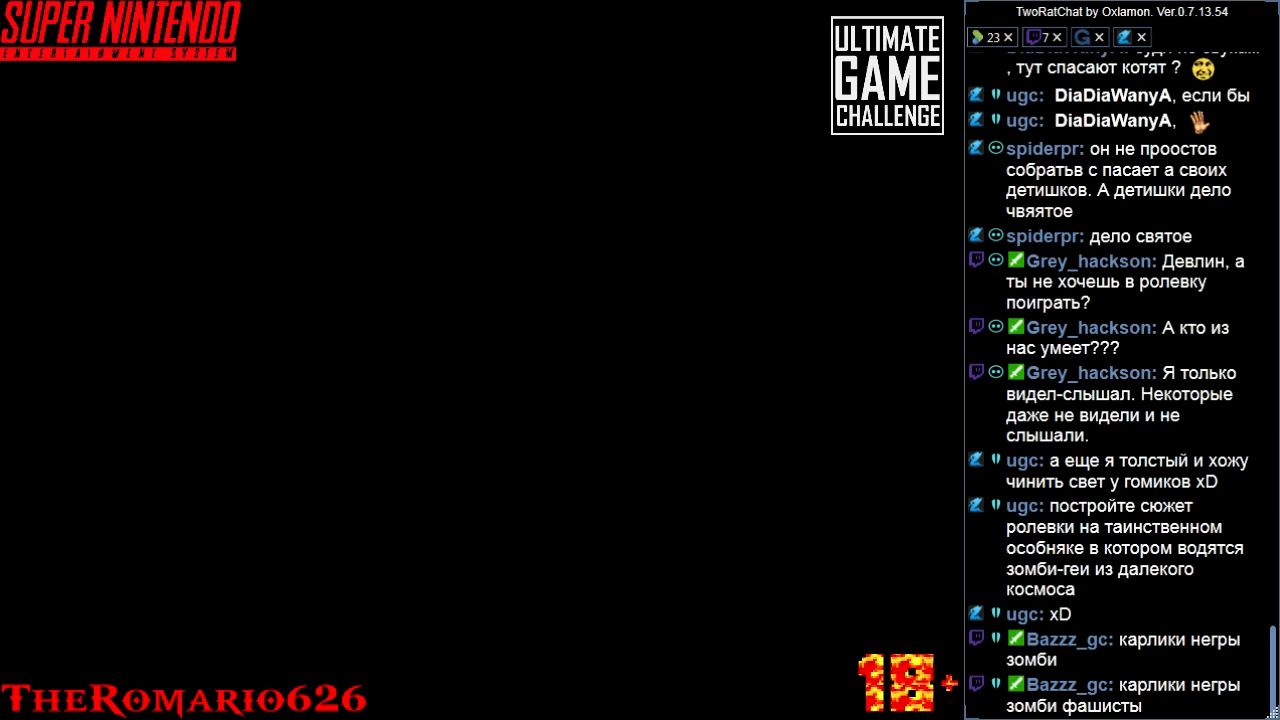 SUPER NINTENDO
ENTERTAINMENT SYSTEM
ULTIMATE
GAME
CHALLENGE
TheRomario626
18+
TwoRatChat by Oxlamon. Ver.0.7.13.54
23 × 7 × G × ×
, тут спасают котят ?
ugc: DiaDiaWanyA, если бы
ugc: DiaDiaWanyA,
spiderpr: он не проостов
собратьв с пасает а своих
детишков. А детишки дело
чвяятое
spiderpr: дело святое
Grey_hackson: Девлин, а
ты не хочешь в ролевку
поиграть?
Grey_hackson: А кто из
нас умеет???
Grey_hackson: Я только
видел-слышал. Некоторые
даже не видели и не
слышали.
ugc: а еще я толстый и хожу
чинить свет у гомиков xD
ugc: постройте сюжет
ролевки на таинственном
особняке в котором водятся
зомби-геи из далекого
космоса
ugc: xD
Bazzz_gc: карлики негры
зомби
Bazzz_gc: карлики негры
зомби фашисты